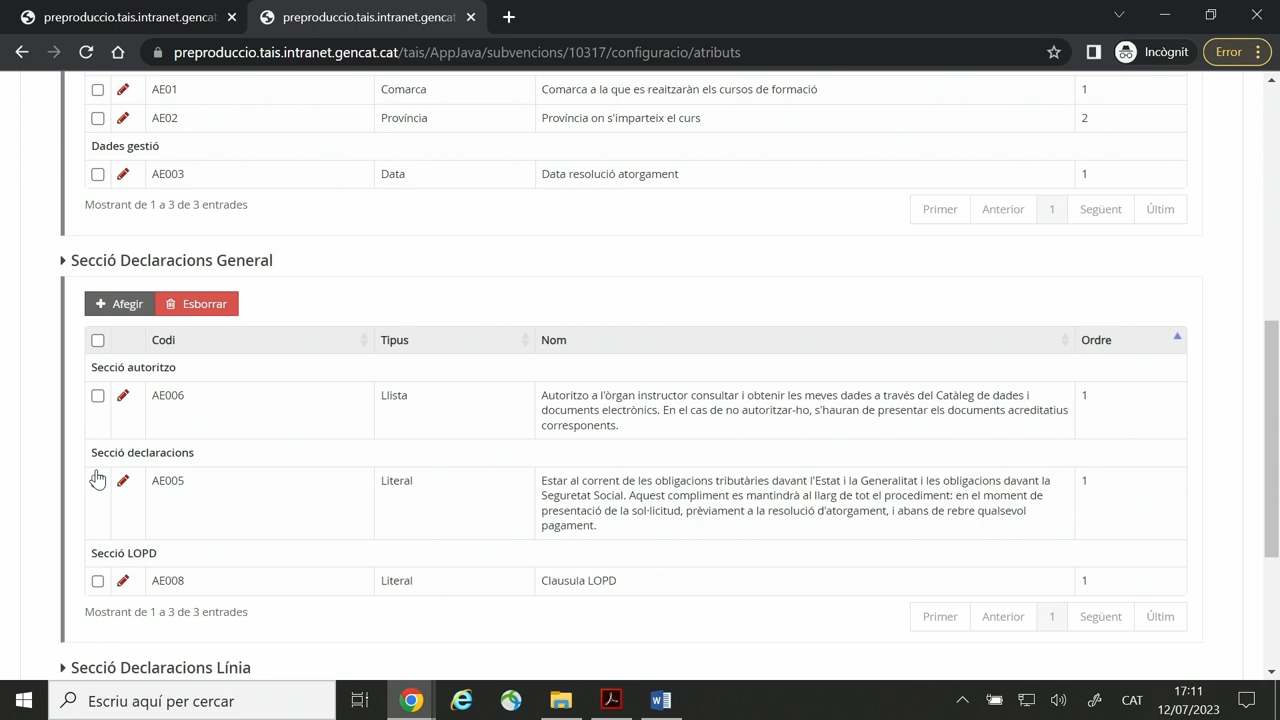 preproduccio.tais.intranet.gencat
preproduccio.tais.intranet.gencat
preproduccio.tais.intranet.gencat.cat/tais/AppJava/subvencions/10317/configuracio/atributs
Incògnit
Error
AE01 Comarca Comarca a la que es reaitzaràn els cursos de formació 1
AE02 Província Província on s'imparteix el curs 2
Dades gestió
AE003 Data Data resolució atorgament 1
Mostrant de 1 a 3 de 3 entrades
Primer Anterior 1 Següent Últim
Secció Declaracions General
Afegir Esborrar
Codi Tipus Nom Ordre
Secció autoritzo
AE006 Llista Autoritzo a l'òrgan instructor consultar i obtenir les meves dades a través del Catàleg de dades i 1
documents electrònics. En el cas de no autoritzar-ho, s'hauran de presentar els documents acreditatius
corresponents.
Secció declaracions
AE005 Literal Estar al corrent de les obligacions tributàries davant l'Estat i la Generalitat i les obligacions davant la 1
Seguretat Social. Aquest compliment es mantindrà al llarg de tot el procediment: en el moment de
presentació de la sol·licitud, prèviament a la resolució d'atorgament, i abans de rebre qualsevol
pagament.
Secció LOPD
AE008 Literal Clausula LOPD 1
Mostrant de 1 a 3 de 3 entrades
Primer Anterior 1 Següent Últim
Secció Declaracions Línia
Escriu aquí per cercar
CAT
17:11
12/07/2023